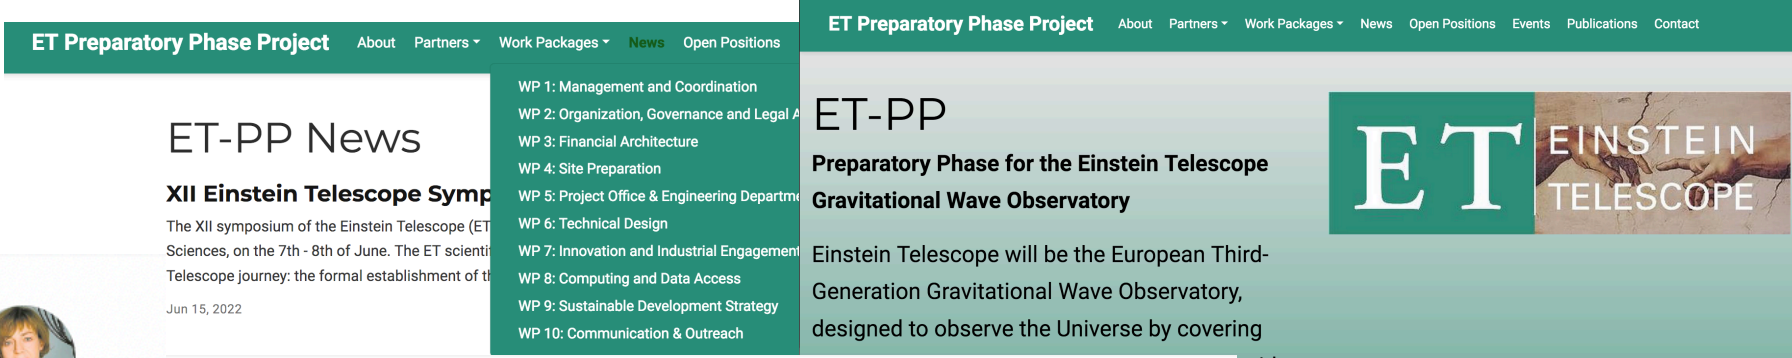 ET Preparatory Phase Project About Partners Work Packages News Open Positions
WP 1: Management and Coordination
WP 2: Organization, Governance and Legal A
WP 3: Financial Architecture
WP 4: Site Preparation
WP 5: Project Office & Engineering Departme
WP 6: Technical Design
WP 7: Innovation and Industrial Engagement
WP 8: Computing and Data Access
WP 9: Sustainable Development Strategy
WP 10: Communication & Outreach
ET-PP News
XII Einstein Telescope Symp
The XII symposium of the Einstein Telescope (ET
Sciences, on the 7th - 8th of June. The ET scientif
Telescope journey: the formal establishment of th
Jun 15, 2022
ET Preparatory Phase Project About Partners Work Packages News Open Positions Events Publications Contact
ET-PP
Preparatory Phase for the Einstein Telescope
Gravitational Wave Observatory
Einstein Telescope will be the European Third-
Generation Gravitational Wave Observatory,
designed to observe the Universe by covering
ET EINSTEIN
TELESCOPE